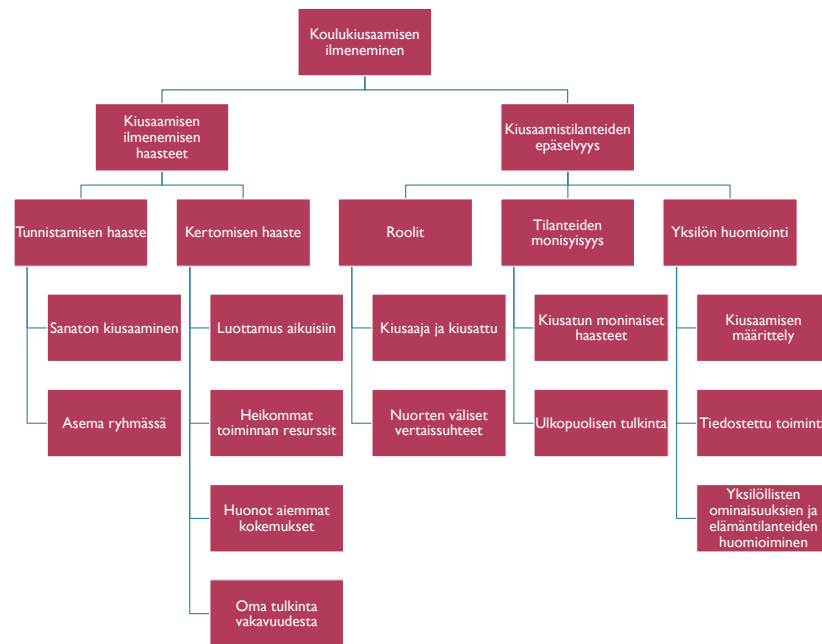 Koulukiusaamisen
ilmeneminen
Kiusaamisen
ilmenemisen
haasteet
Kiusaamistilanteiden
epäselvyys
Tunnistamisen haaste
Kertomisen haaste
Roolit
Tilanteiden
monisyisyys
Yksilön huomiointi
Sanaton kiusaaminen
Luottamus aikuisiin
Kiusaaja ja kiusattu
Kiusatun moninaiset
haasteet
Kiusaamisen
määrittely
Asema ryhmässä
Heikommat
toiminnan resurssit
Nuorten väliset
vertaissuhteet
Ulkopuolisen tulkinta
Tiedostettu toimint
Huonot aiemmat
kokemukset
Yksilöllisten
ominaisuuksien ja
elämäntilanteiden
huomioiminen
Oma tulkinta
vakavuudesta